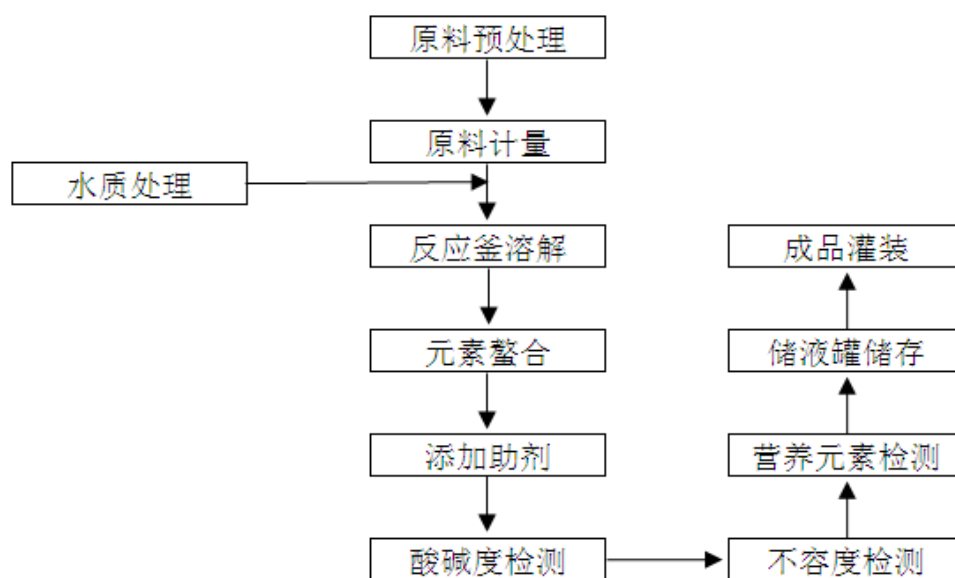 原料预处理
原料计量
水质处理
反应釜溶解
元素螯合
添加助剂
酸碱度检测
不容度检测
营养元素检测
储液罐储存
成品灌装